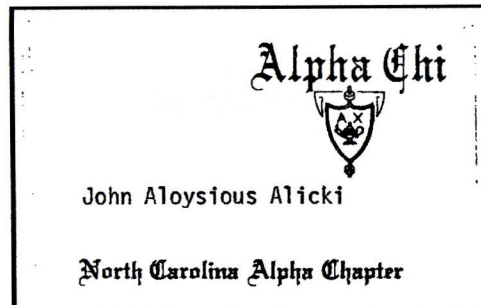 Alpha Chi
A X
John Aloysious Alicki
North Carolina Alpha Chapter